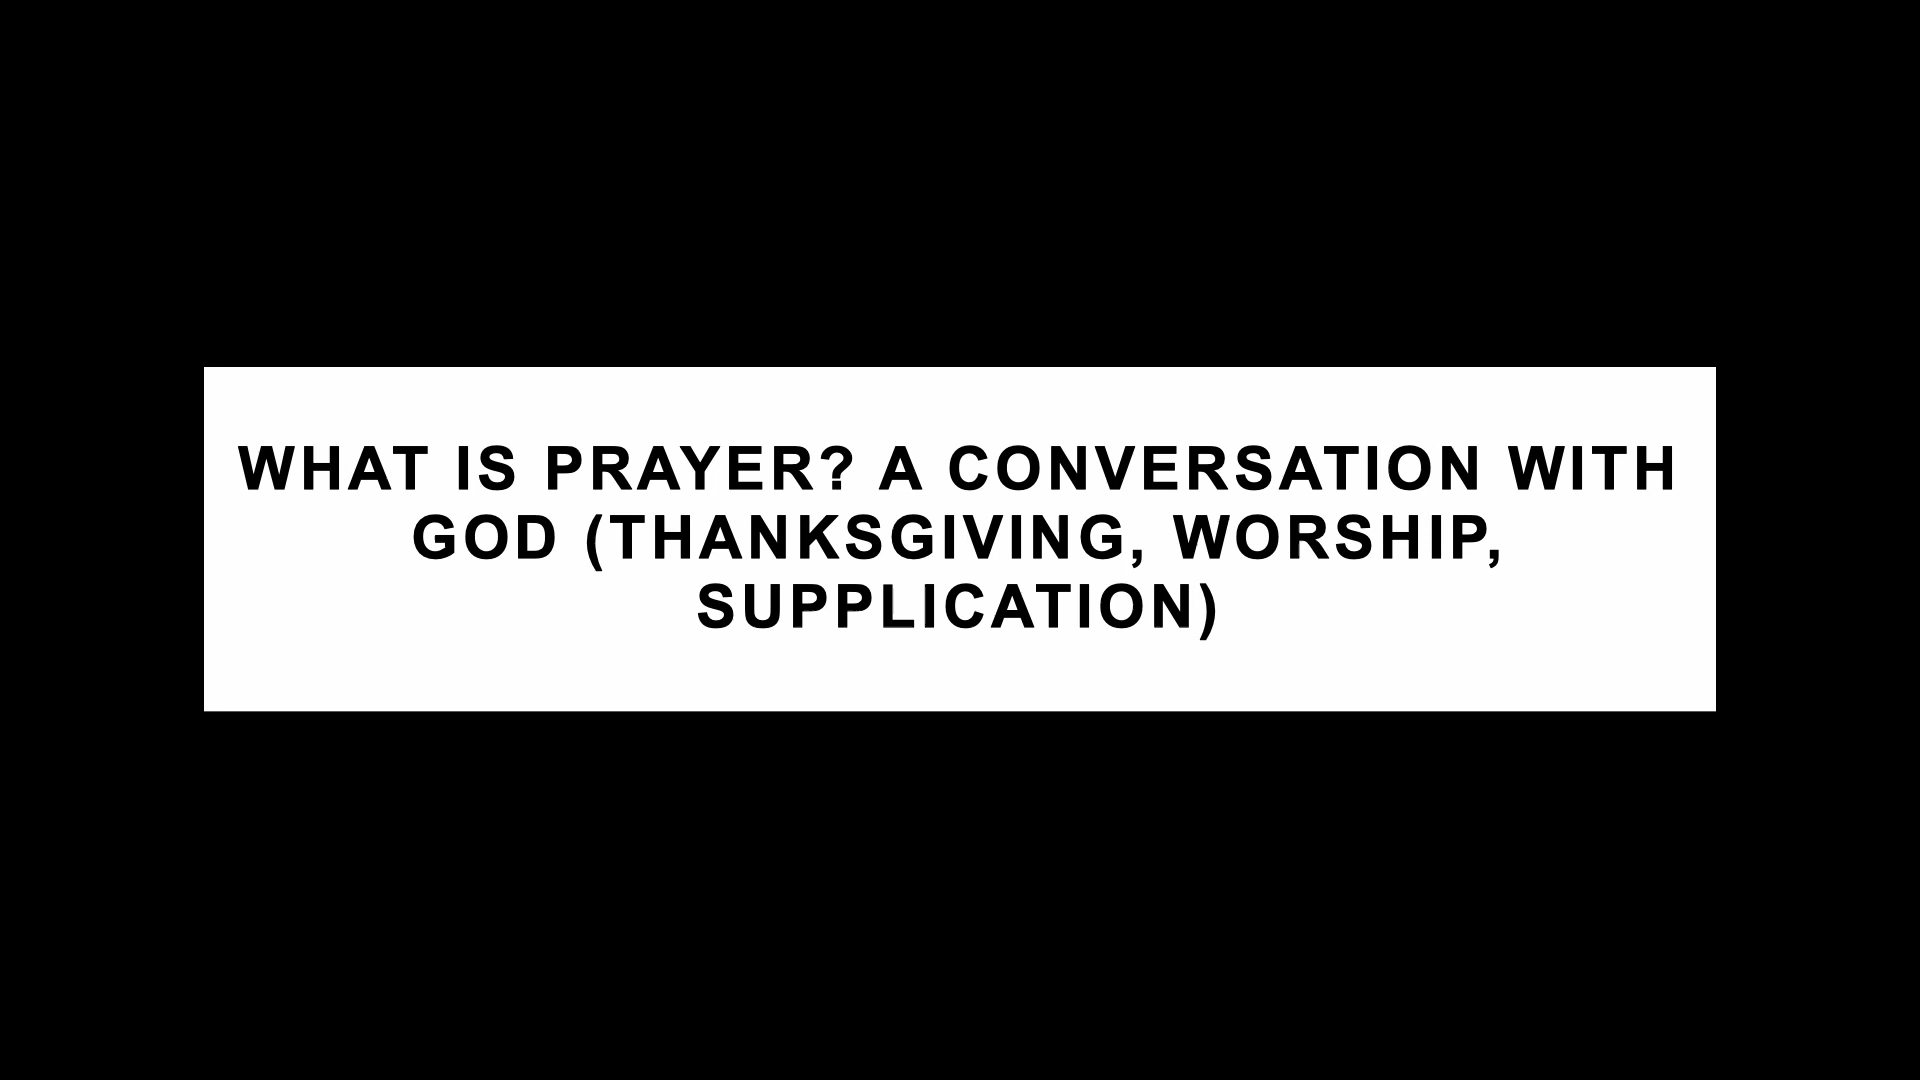 WHAT IS PRAYER? A CONVERSATION WITH
GOD (THANKSGIVING, WORSHIP,
SUPPLICATION)